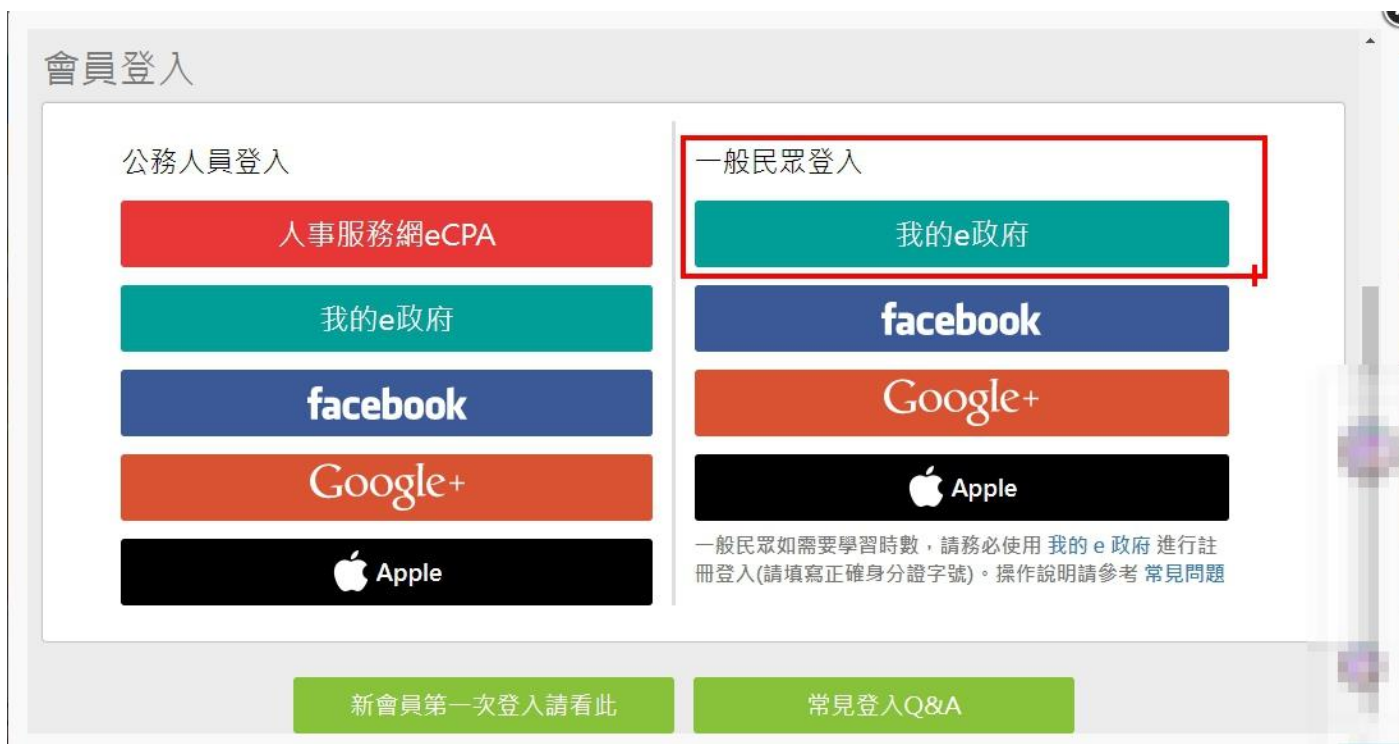 會員登入
公務人員登入
人事服務網eCPA
我的e政府
facebook
Google+
Apple
一般民眾登入
我的e政府
facebook
Google+
Apple
一般民眾如需要學習時數，請務必使用 我的 e 政府 進行註
冊登入(請填寫正確身分證字號)。操作說明請參考 常見問題
新會員第一次登入請看此
常見登入Q&A